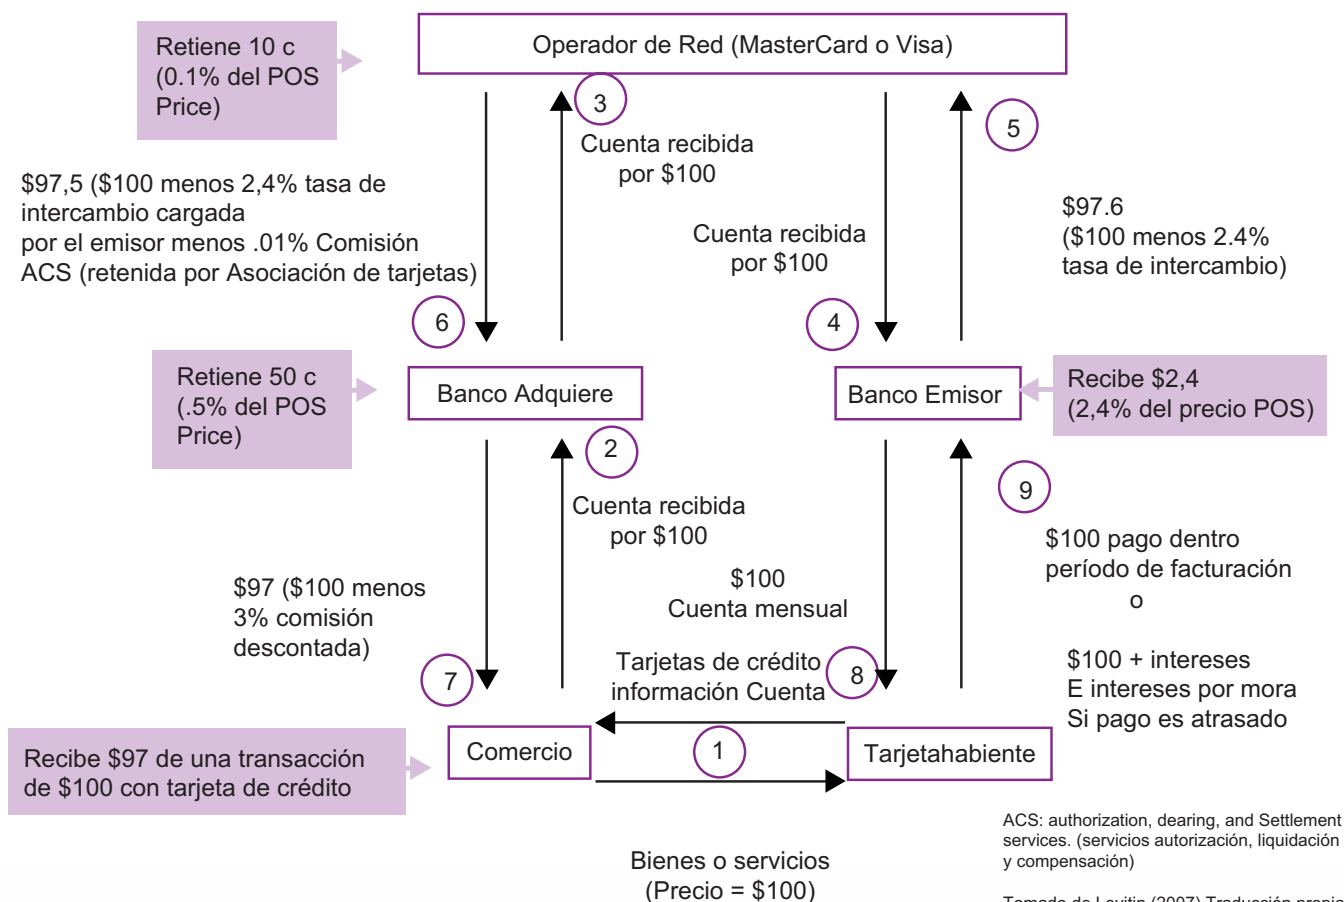 Retiene 10 c
(0.1% del POS
Price)
Operador de Red (MasterCard o Visa)
3
Cuenta recibida
por $100
5
$97,5 ($100 menos 2,4% tasa de
intercambio cargada
por el emisor menos .01% Comisión
ACS (retenida por Asociación de tarjetas)
Cuenta recibida
por $100
$97.6
($100 menos 2.4%
tasa de intercambio)
6
4
Retiene 50 c
(.5% del POS
Price)
Banco Adquiere
Banco Emisor
Recibe $2,4
(2,4% del precio POS)
2
Cuenta recibida
por $100
9
$100 pago dentro
período de facturación
o
$100 + intereses
E intereses por mora
Si pago es atrasado
$97 ($100 menos
3% comisión
descontada)
$100
Cuenta mensual
7
Tarjetas de crédito
información Cuenta
8
Recibe $97 de una transacción
de $100 con tarjeta de crédito
Comercio
1
Tarjetahabiente
Bienes o servicios
(Precio = $100)
ACS: authorization, dearing, and Settlement
services. (servicios autorización, liquidación
y compensación)
Tomado de Levitin (2007) Traducción propia